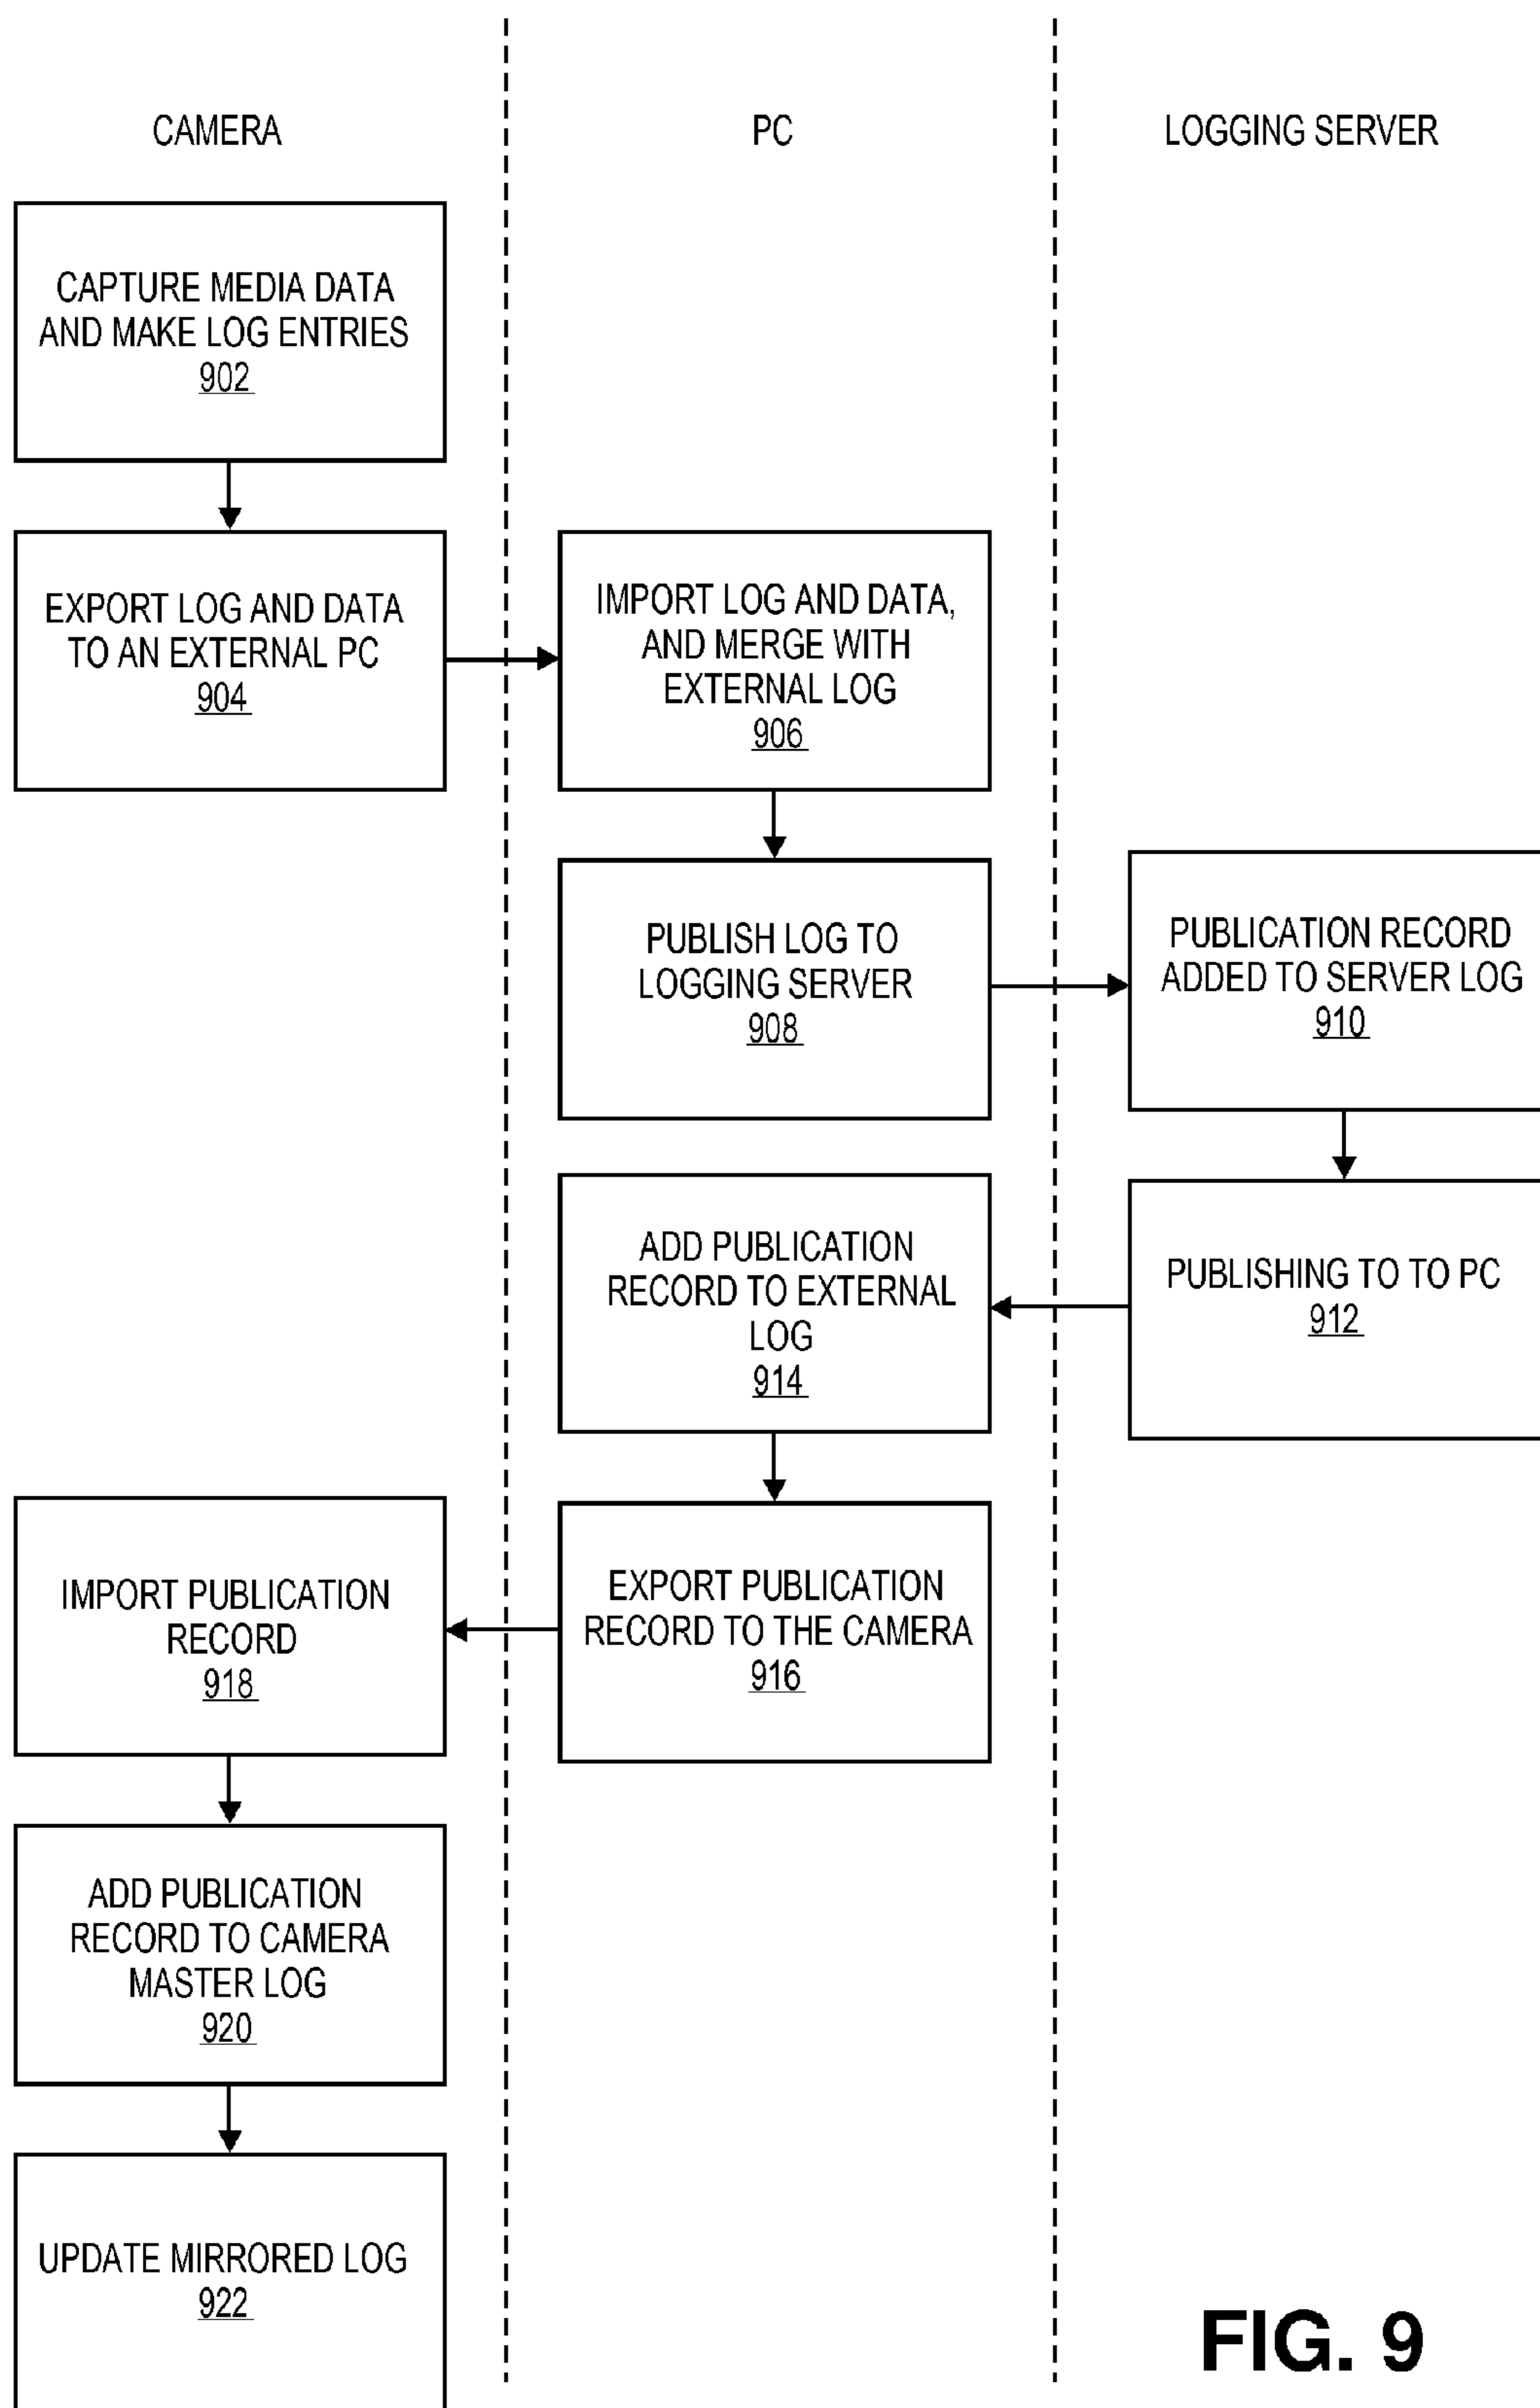 CAMERA
PC
LOGGING SERVER
CAPTURE MEDIA DATA
AND MAKE LOG ENTRIES
902
EXPORT LOG AND DATA
TO AN EXTERNAL PC
904
IMPORT LOG AND DATA,
AND MERGE WITH
EXTERNAL LOG
906
PUBLISH LOG TO
LOGGING SERVER
908
PUBLICATION RECORD
ADDED TO SERVER LOG
910
PUBLISHING TO TO PC
912
ADD PUBLICATION
RECORD TO EXTERNAL
LOG
914
EXPORT PUBLICATION
RECORD TO THE CAMERA
916
IMPORT PUBLICATION
RECORD
918
ADD PUBLICATION
RECORD TO CAMERA
MASTER LOG
920
UPDATE MIRRORED LOG
922
FIG. 9